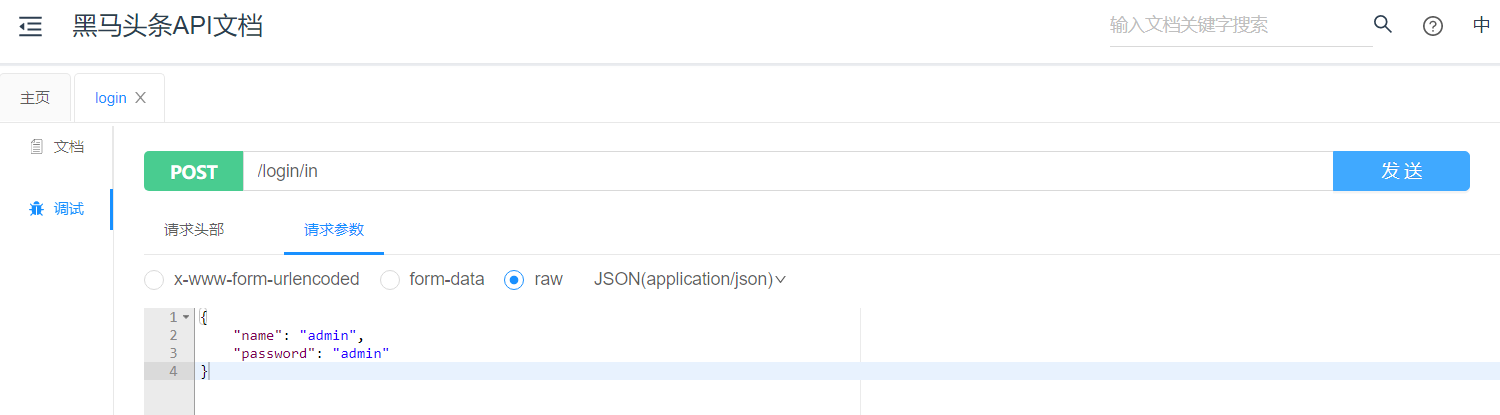 黑马头条API文档
输入文档关键字搜索
中
主页
login
文档
调试
POST
/login/in
发 送
请求头部
请求参数
x-www-form-urlencoded
form-data
raw
JSON(application/json)
1 {
2 "name": "admin",
3 "password": "admin"
4 }